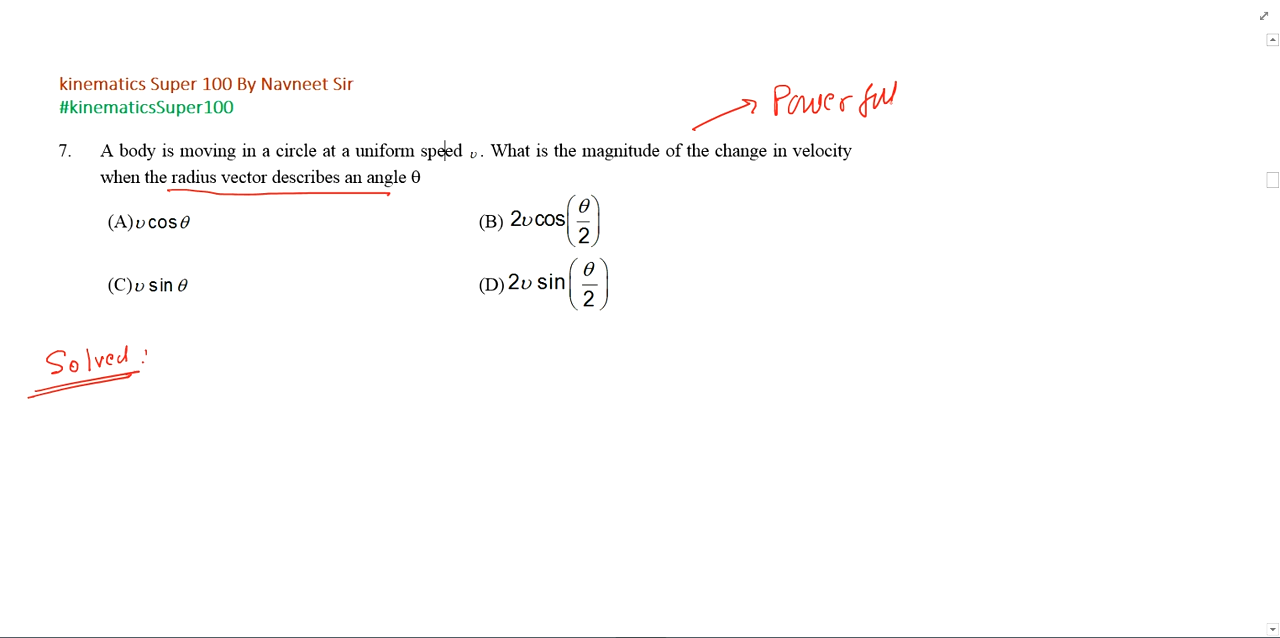 kinematics Super 100 By Navneet Sir
#kinematicsSuper100
Powerful
7. A body is moving in a circle at a uniform speed υ. What is the magnitude of the change in velocity
when the radius vector describes an angle θ
(A) υ cos θ (B) 2υ cos(θ/2)
(C) υ sin θ (D) 2υ sin(θ/2)
Solved :